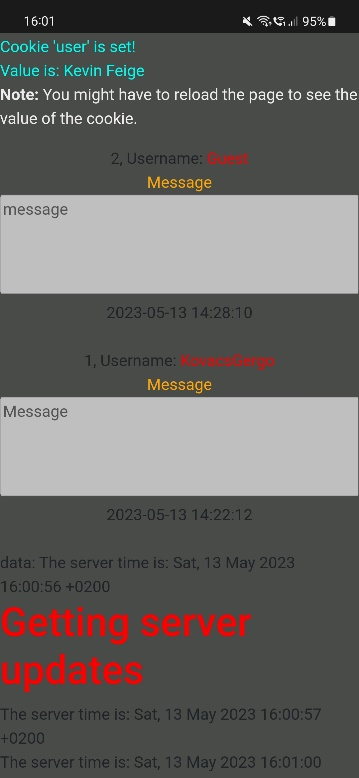 16:01 95%
Cookie 'user' is set!
Value is: Kevin Feige
Note: You might have to reload the page to see the
value of the cookie.
2, Username: Guest
Message
message
2023-05-13 14:28:10
1, Username: KovacsGergo
Message
Message
2023-05-13 14:22:12
data: The server time is: Sat, 13 May 2023
16:00:56 +0200
Getting server
updates
The server time is: Sat, 13 May 2023 16:00:57
+0200
The server time is: Sat, 13 May 2023 16:01:00